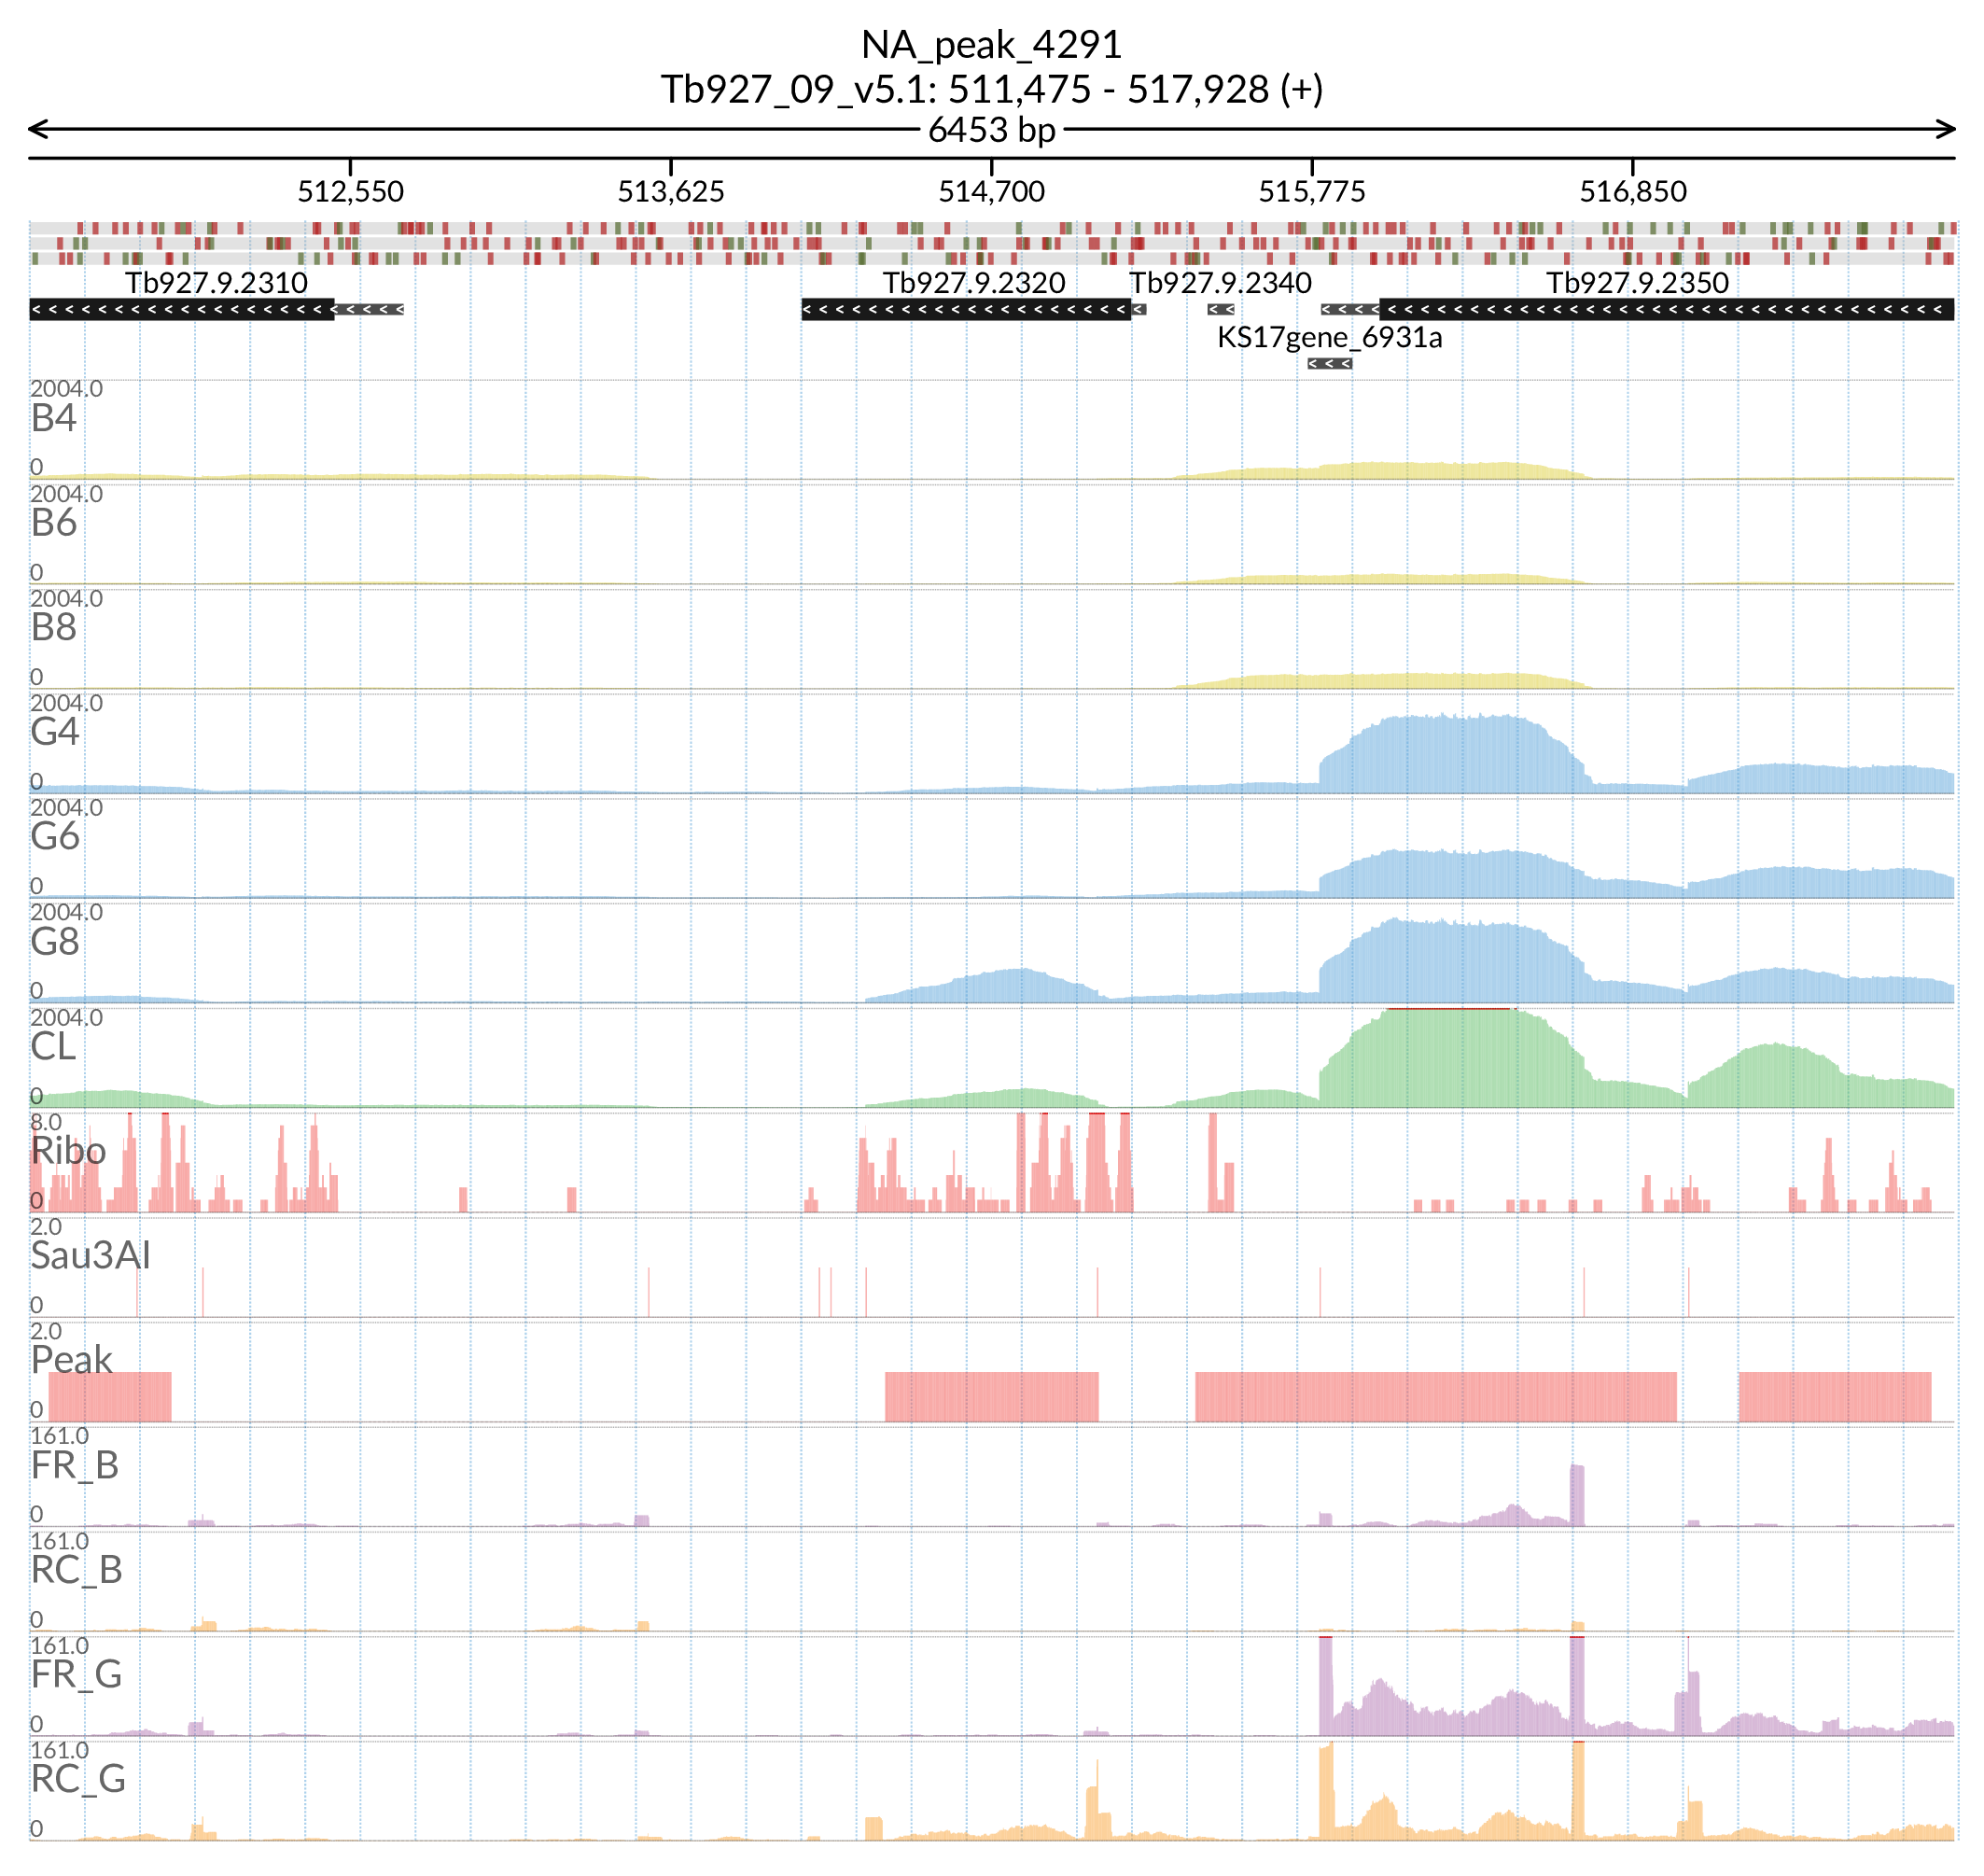 NA_peak_4291
Tb927_09_v5.1: 511,475 - 517,928 (+)
6453 bp
512,550 513,625 514,700 515,775 516,850
Tb927.9.2310 Tb927.9.2320 Tb927.9.2340 Tb927.9.2350
KS17gene_6931a
2004.0
B4
0
2004.0
B6
0
2004.0
B8
0
2004.0
G4
0
2004.0
G6
0
2004.0
G8
0
2004.0
CL
0
8.0
Ribo
0
2.0
Sau3AI
0
2.0
Peak
0
161.0
FR_B
0
161.0
RC_B
0
161.0
FR_G
0
161.0
RC_G
0